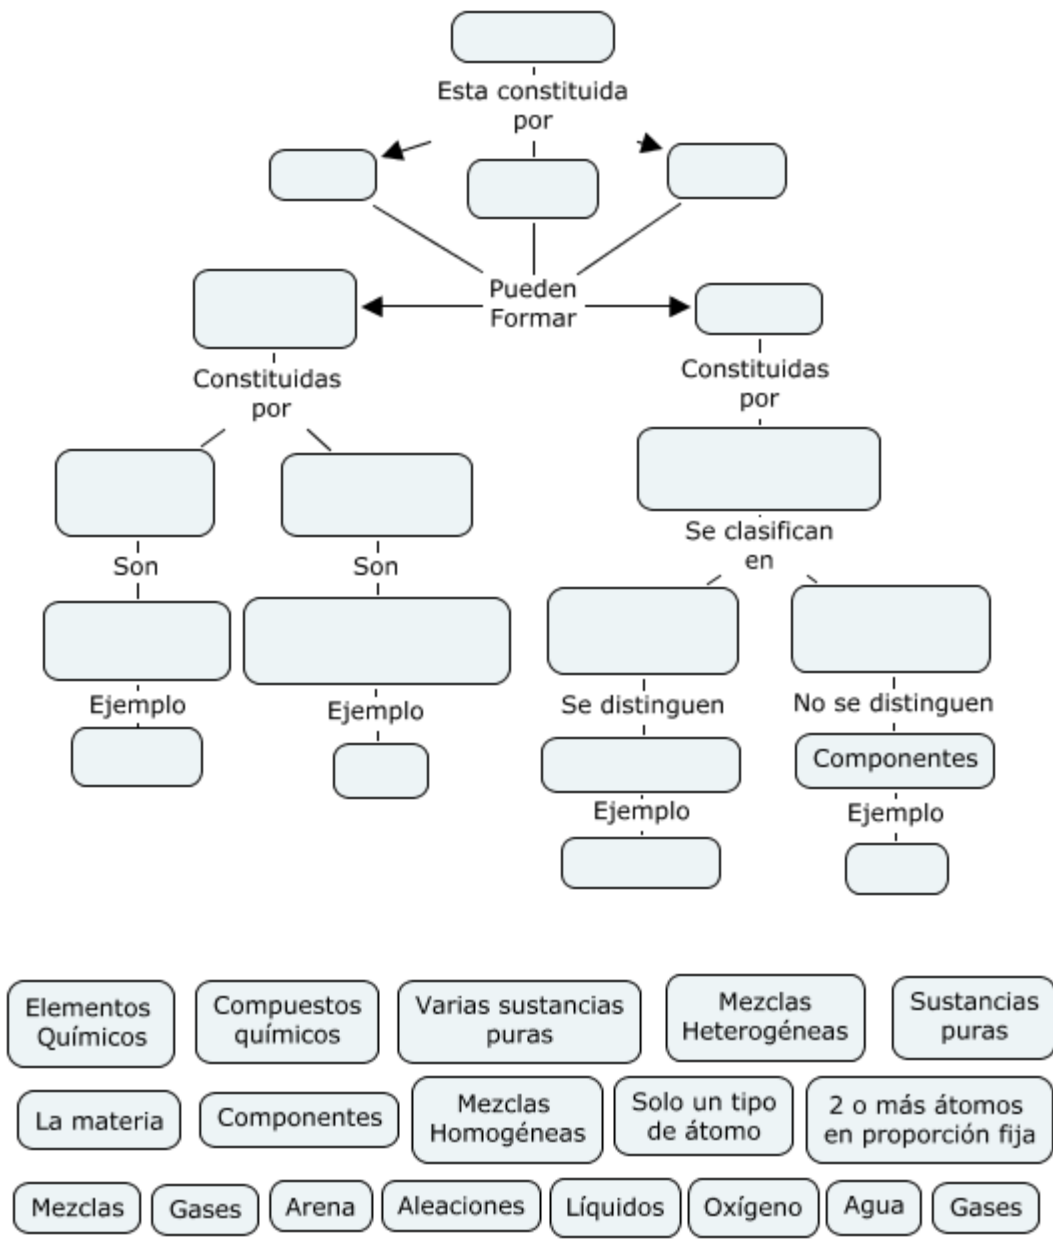 Esta constituida
por
Pueden
Formar
Constituidas
por
Constituidas
por
Son
Son
Se clasifican
en
Ejemplo
Ejemplo
Se distinguen
No se distinguen
Componentes
Ejemplo
Ejemplo
Elementos
Químicos
Compuestos
químicos
Varias sustancias
puras
Mezclas
Heterogéneas
Sustancias
puras
La materia
Componentes
Mezclas
Homogéneas
Solo un tipo
de átomo
2 o más átomos
en proporción fija
Mezclas
Gases
Arena
Aleaciones
Líquidos
Oxígeno
Agua
Gases